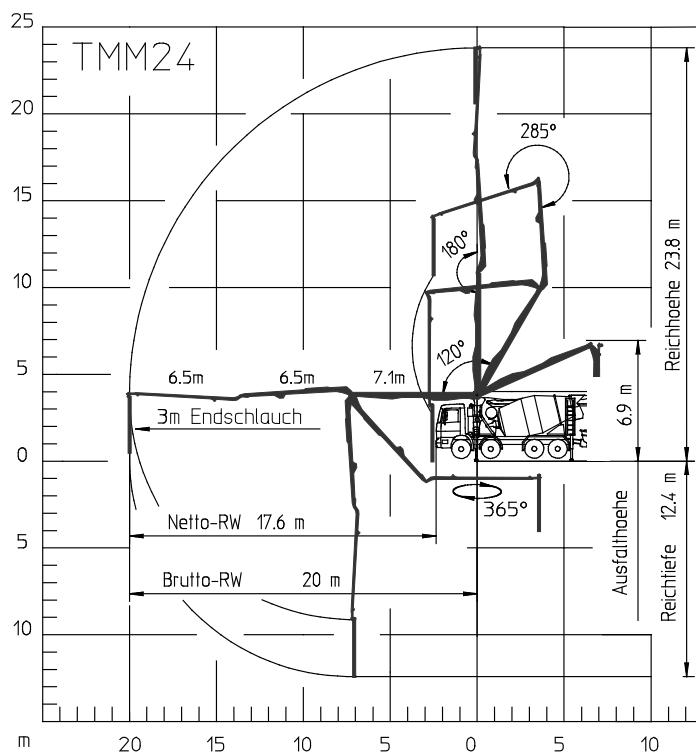 25
TMM24
20
285°
15
180°
Reichhoehe 23.8 m
10
120°
5
6.5m 6.5m 7.1m
6.9 m
3m Endschlauch
0
12.4 m
365°
Netto-RW 17.6 m
Ausfalthoehe
5
Reichtiefe
Brutto-RW 20 m
10
m 20 15 10 5 0 5 10